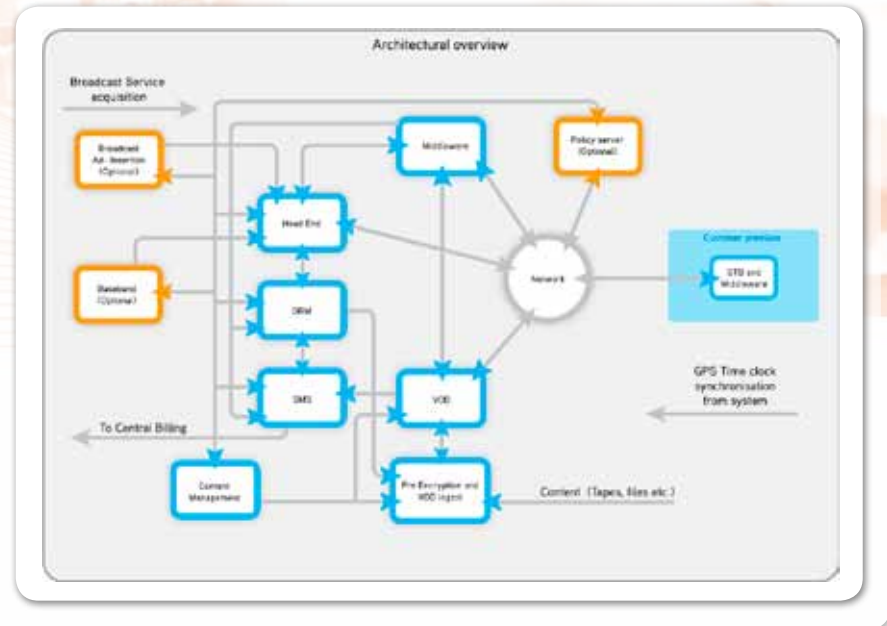 Architectural overview
Broadcast Service
acquisition
Broadcast
Ad- Insertion
(Optional)
Middleware
Policy server
(Optional)
Head End
Customer premises
STB and
Middleware
Network
Baseband
(Optional)
DRM
GPS Time clock
synchronisation
from system
SMS
VOD
To Central Billing
Content
Management
Pre Encryption and
VOD ingest
Content (Tapes, files etc.)